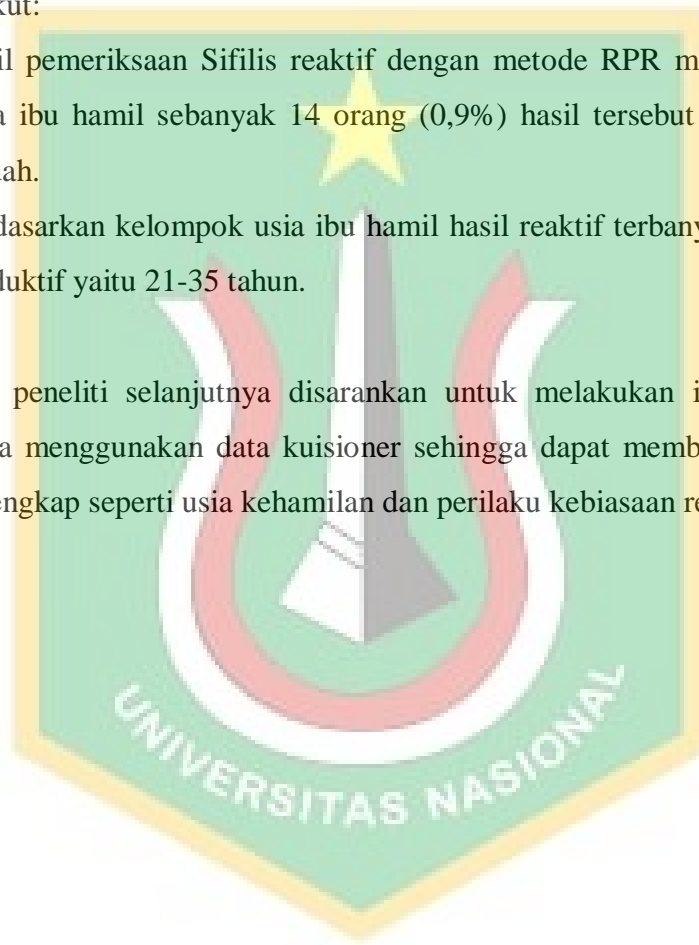 kut:
il pemeriksaan Sifilis reaktif dengan metode RPR m
a ibu hamil sebanyak 14 orang (0,9%) hasil tersebut
lah.
dasarkan kelompok usia ibu hamil hasil reaktif terbany
duktif yaitu 21-35 tahun.
peneliti selanjutnya disarankan untuk melakukan i
a menggunakan data kuisioner sehingga dapat memb
engkap seperti usia kehamilan dan perilaku kebiasaan re
UNIVERSITAS NASIONAL